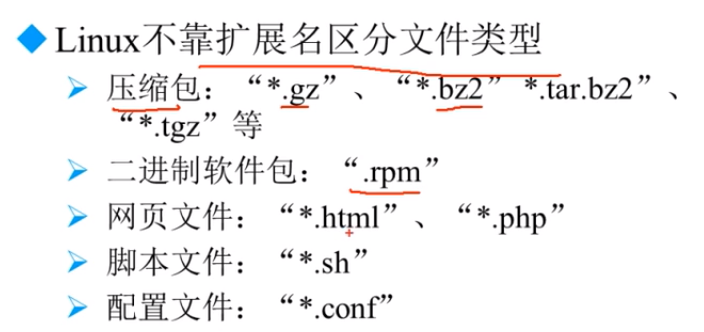 Linux不靠扩展名区分文件类型
压缩包：“*.gz”、“*.bz2” *.tar.bz2”、
“*.tgz”等
二进制软件包：“.rpm”
网页文件：“*.html”、“*.php”
脚本文件：“*.sh”
配置文件：“*.conf”